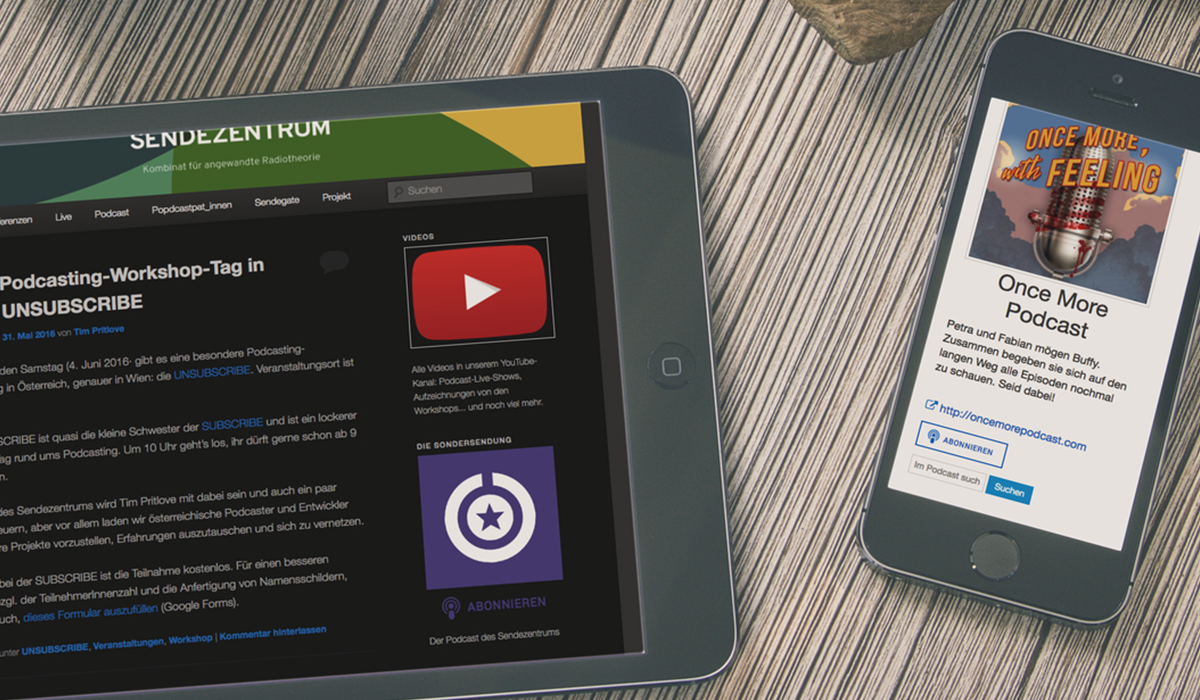 SENDEZENTRUM
Kombinat für angewandte Radiotheorie
Live
Podcast
Popdcastpat_innen
Sendegate
Projekt
Suchen
Podcasting-Workshop-Tag in
UNSUBSCRIBE
31. Mai 2016 von Tim Pritlove
den Samstag (4. Juni 2016- gibt es eine besondere Podcasting-
in Österreich, genauer in Wien: die UNSUBSCRIBE. Veranstaltungsort ist
ist quasi die kleine Schwester der SUBSCRIBE und ist ein lockerer
rund ums Podcasting. Um 10 Uhr geht's los, ihr dürft gerne schon ab 9
des Sendezentrums wird Tim Pritlove mit dabei sein und auch ein paar
aber vor allem laden wir österreichische Podcaster und Entwickler
Projekte vorzustellen, Erfahrungen auszutauschen und sich zu vernetzen.
bei der SUBSCRIBE ist die Teilnahme kostenlos. Für einen besseren
der TeilnehmerInnenzahl und die Anfertigung von Namensschildern,
dieses Formular auszufüllen (Google Forms).
unter UNSUBSCRIBE, Veranstaltungen, Workshop | Kommentar hinterlassen
VIDEOS
Alle Videos in unserem YouTube-
Kanal: Podcast-Live-Shows,
Aufzeichnungen von den
Workshops... und noch viel mehr.
DIE SONDERSENDUNG
ABONNIEREN
Der Podcast des Sendezentrums
ONCE MORE,
with FEELING
Once More
Podcast
Petra und Fabian mögen Buffy.
Zusammen begeben sie sich auf den
langen Weg alle Episoden nochmal
zu schauen. Seid dabei!
http://oncemorepodcast.com
ABONNIEREN
Im Podcast such
Suchen